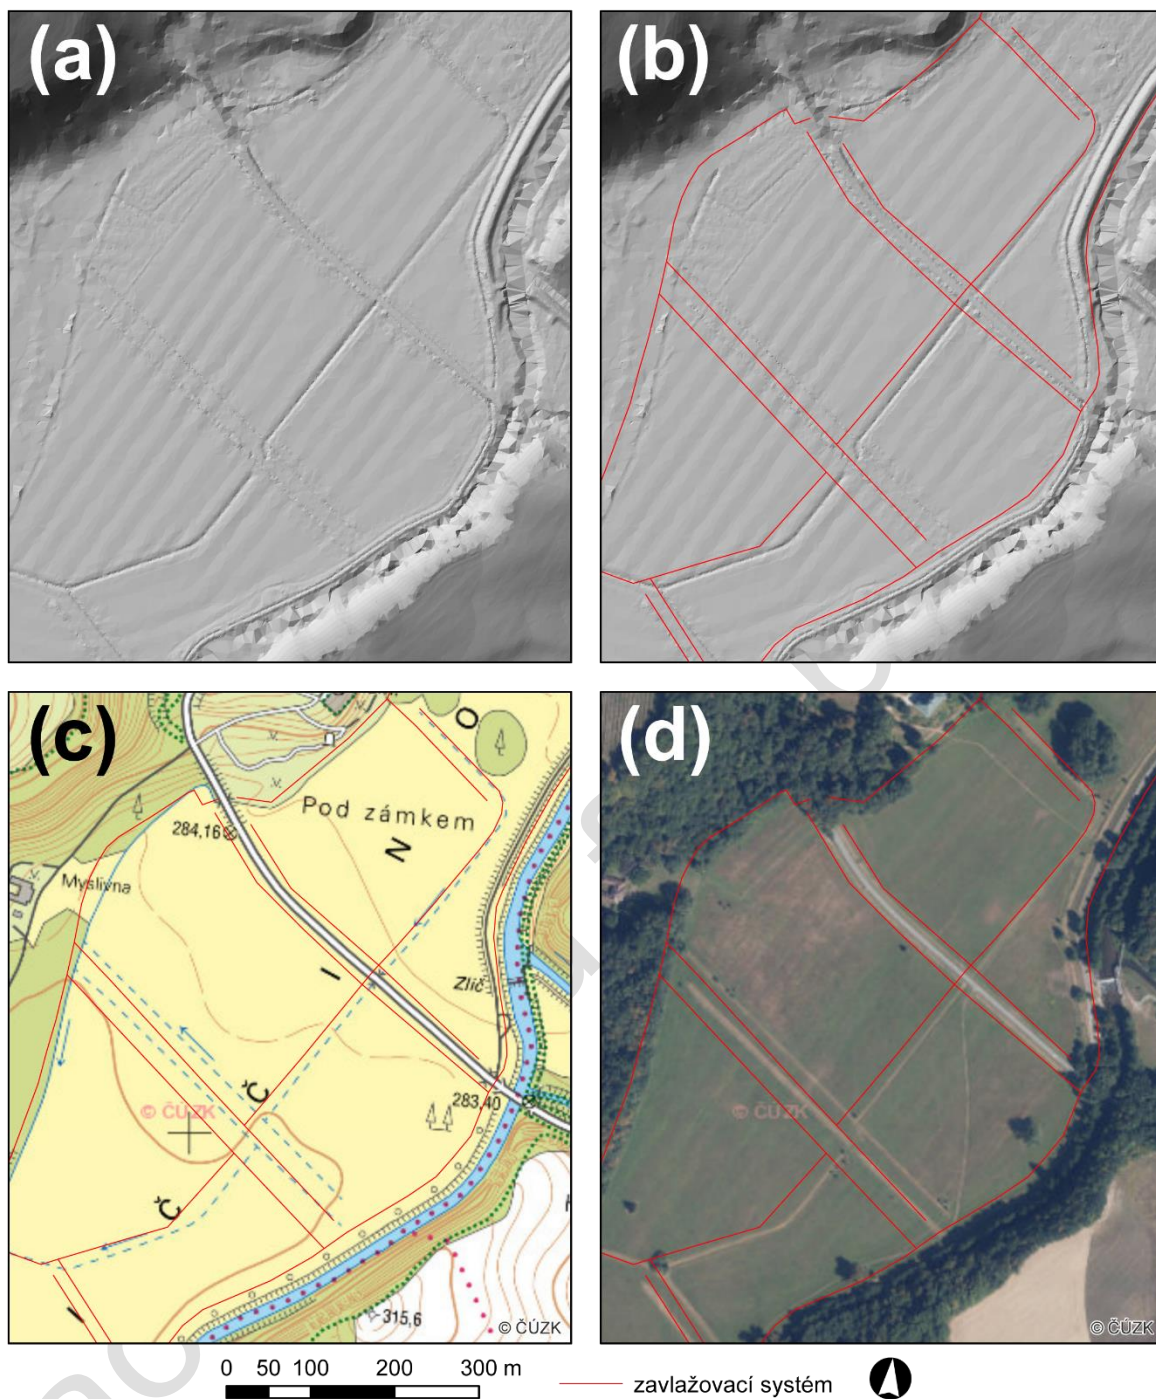 (a)
(b)
(c)
O
Pod zámkem
284,16
N
Myslivna
I
Zlíč
Č
© ČÚZK
283,40
Č
I
315,6
© ČÚZK
(d)
© ČÚZK
© ČÚZK
0 50 100 200 300 m
zavlažovací systém